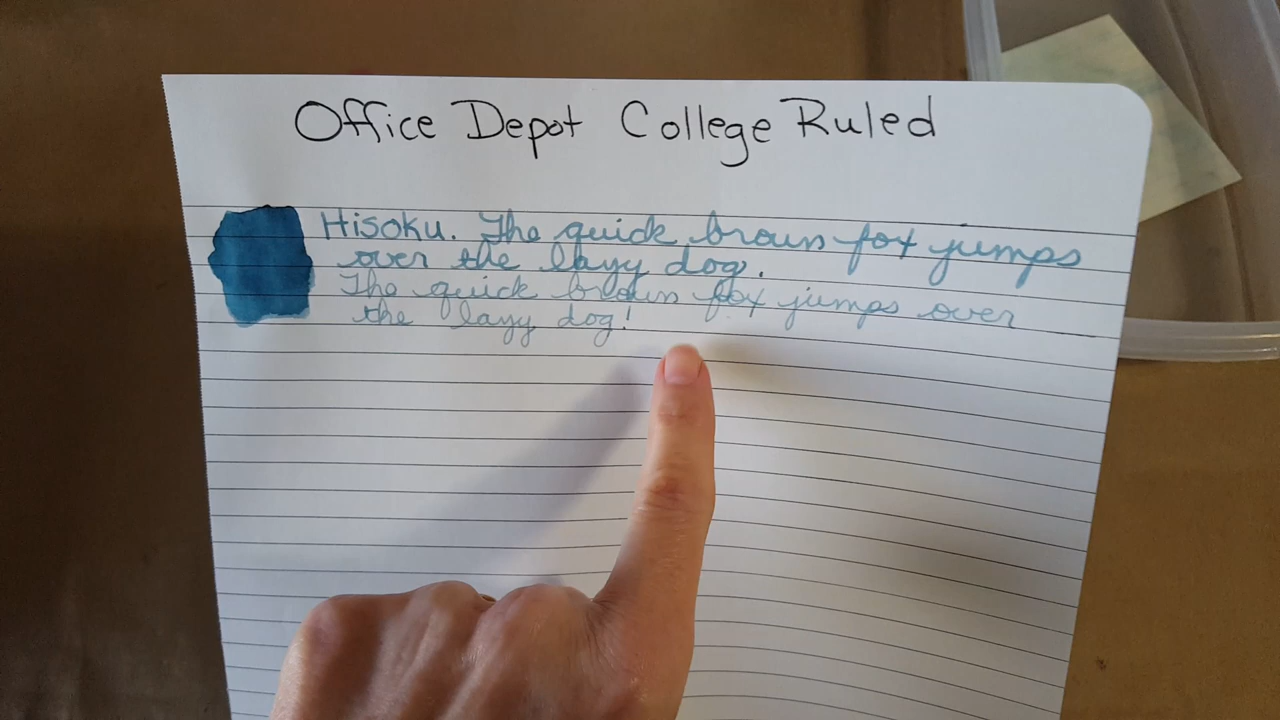 Office Depot College Ruled
Hisoku. The quick brown fox jumps
over the lazy dog.
The quick brown fox jumps over
the lazy dog!